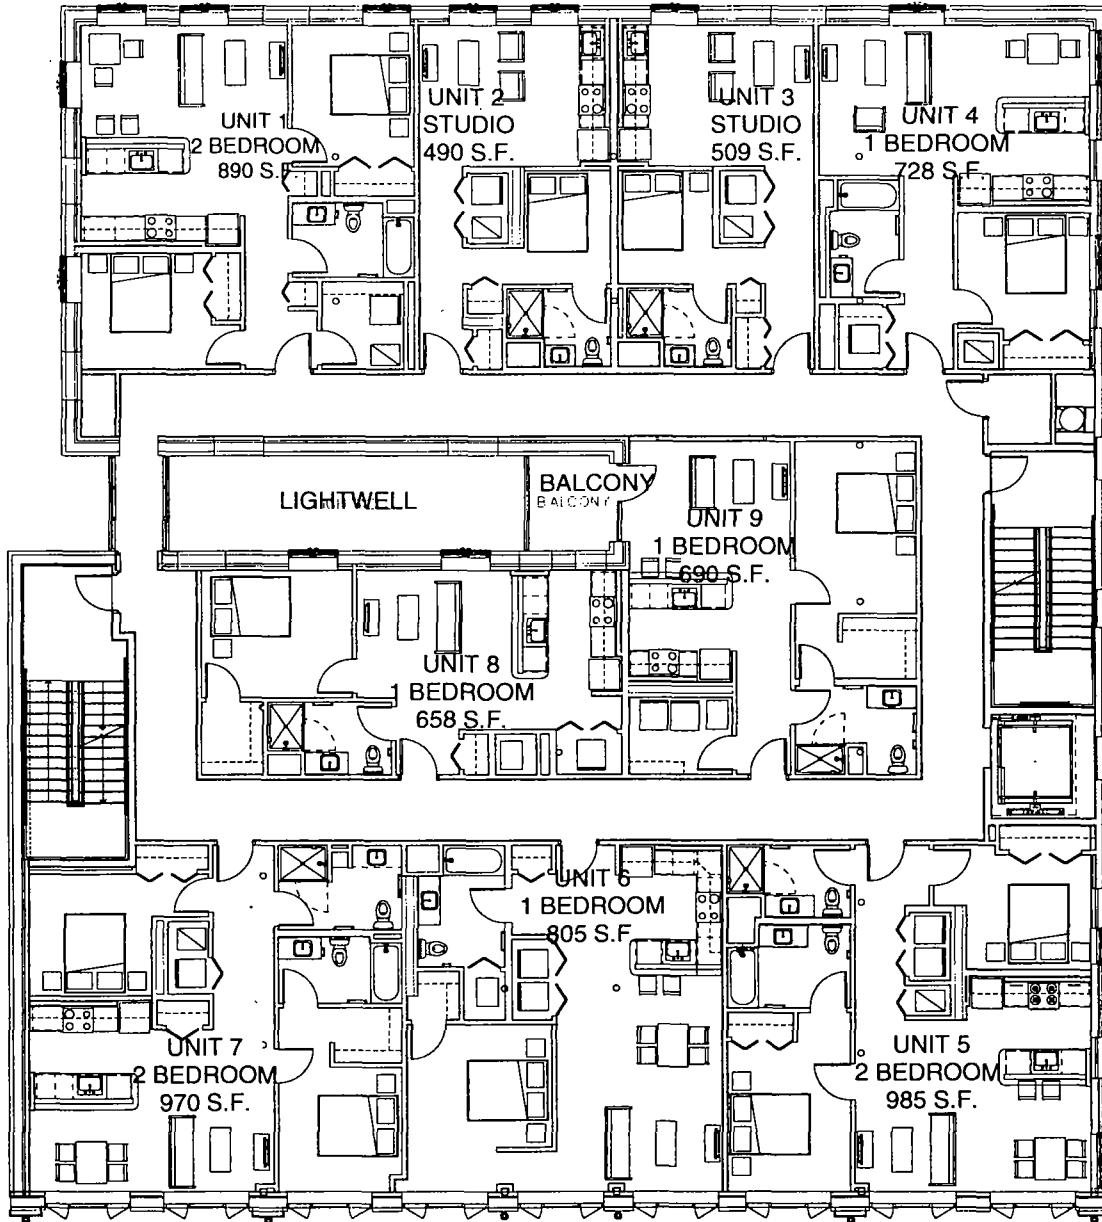 UNIT 1
2 BEDROOM
890 S.F.
UNIT 2
STUDIO
490 S.F.
UNIT 3
STUDIO
509 S.F.
UNIT 4
1 BEDROOM
728 S.F.
LIGHTWELL
BALCONY
BALCONY
UNIT 9
1 BEDROOM
690 S.F.
UNIT 8
1 BEDROOM
658 S.F.
UNIT 6
1 BEDROOM
805 S.F.
UNIT 7
2 BEDROOM
970 S.F.
UNIT 5
2 BEDROOM
985 S.F.